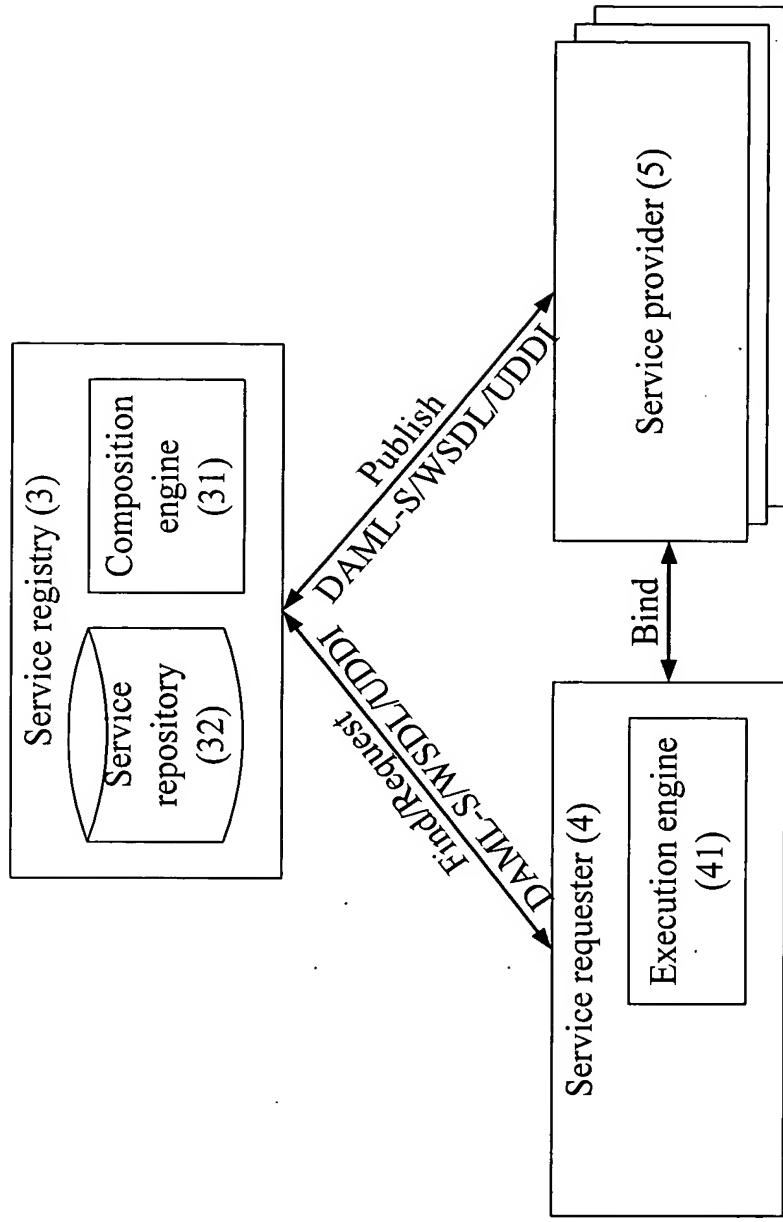 Service registry (3)
Service
repository
(32)
Composition
engine
(31)
Find/Request
DAML-S/WSDL/UDDI
Publish
DAML-S/WSDL/UDDI
Service requester (4)
Execution engine
(41)
Bind
Service provider (5)